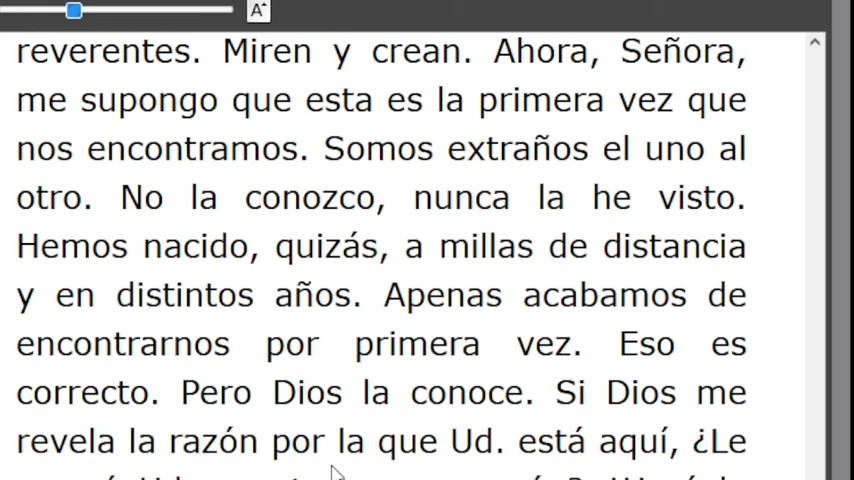 A
reverentes. Miren y crean. Ahora, Señora,
me supongo que esta es la primera vez que
nos encontramos. Somos extraños el uno al
otro. No la conozco, nunca la he visto.
Hemos nacido, quizás, a millas de distancia
y en distintos años. Apenas acabamos de
encontrarnos por primera vez. Eso es
correcto. Pero Dios la conoce. Si Dios me
revela la razón por la que Ud. está aquí, ¿Le